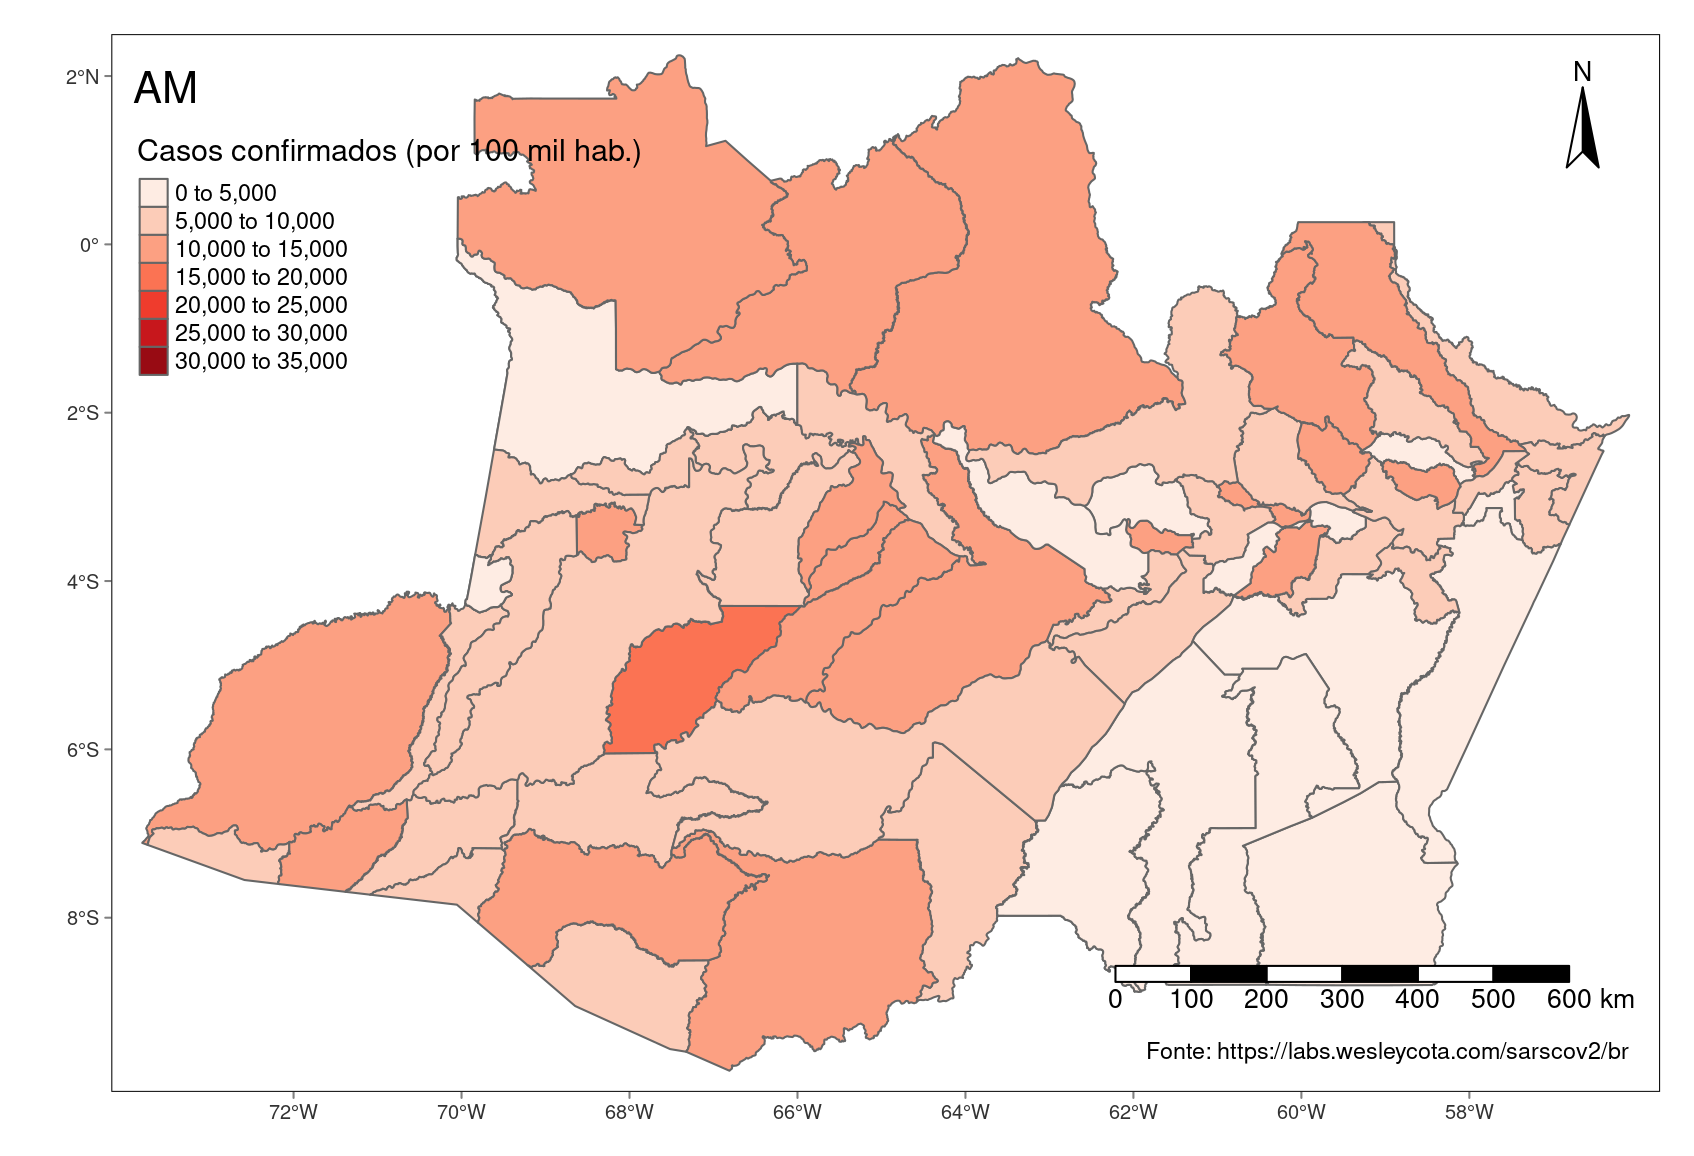 2°N
0°
2°S
4°S
6°S
8°S
AM
N
Casos confirmados (por 100 mil hab.)
0 to 5,000
5,000 to 10,000
10,000 to 15,000
15,000 to 20,000
20,000 to 25,000
25,000 to 30,000
30,000 to 35,000
0 100 200 300 400 500 600 km
Fonte: https://labs.wesleycota.com/sarscov2/br
72°W 70°W 68°W 66°W 64°W 62°W 60°W 58°W